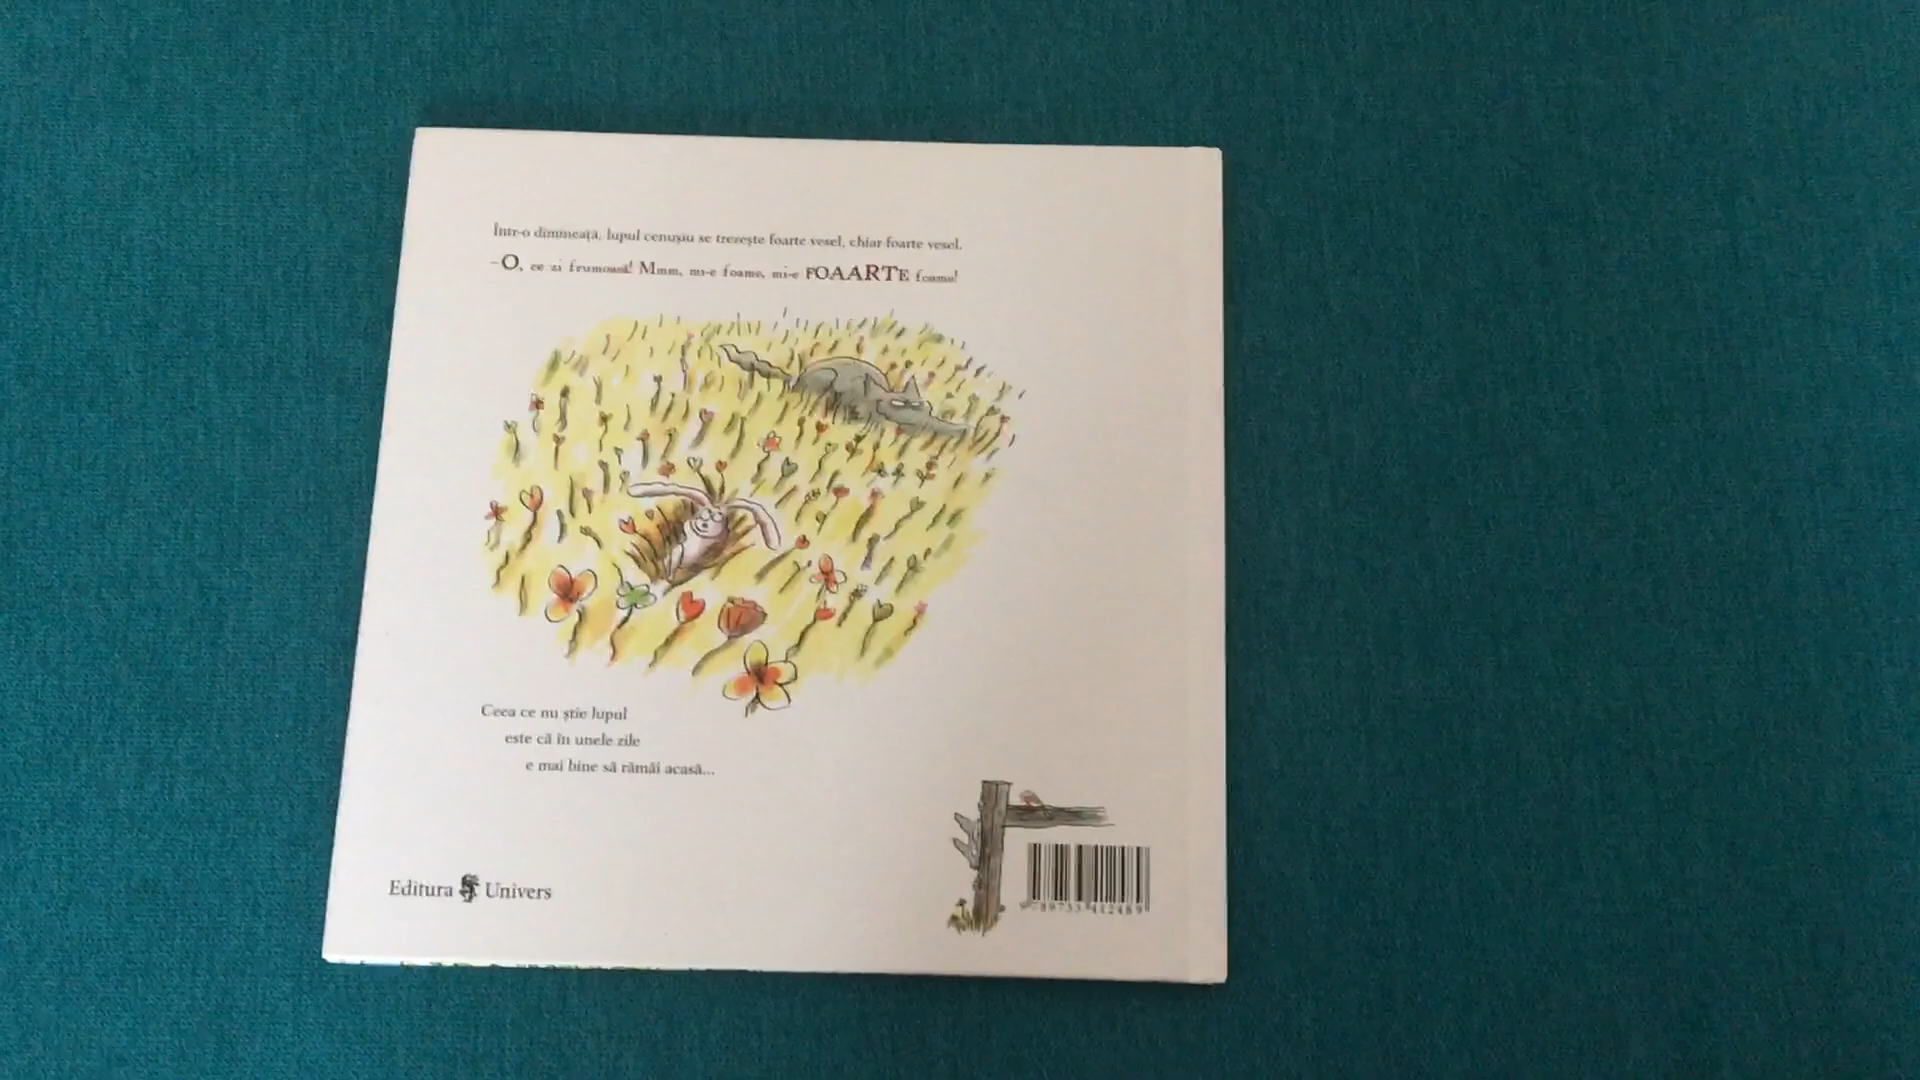 Într-o dimineață, lupul cenușiu se trezește foarte vesel, chiar foarte vesel.
–O, ce zi frumoasă! Mmm, mi-e foame, mi-e FOAARTE foame!
Ceea ce nu știe lupul
este că în unele zile
e mai bine să rămâi acasă...
Editura Univers
9789733412489